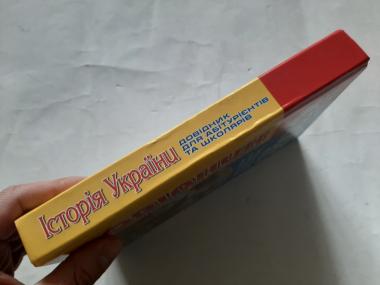 Історія України
ДОВІДНИК
ДЛЯ АБІТУРІЄНТІВ
ТА ШКОЛЯРІВ